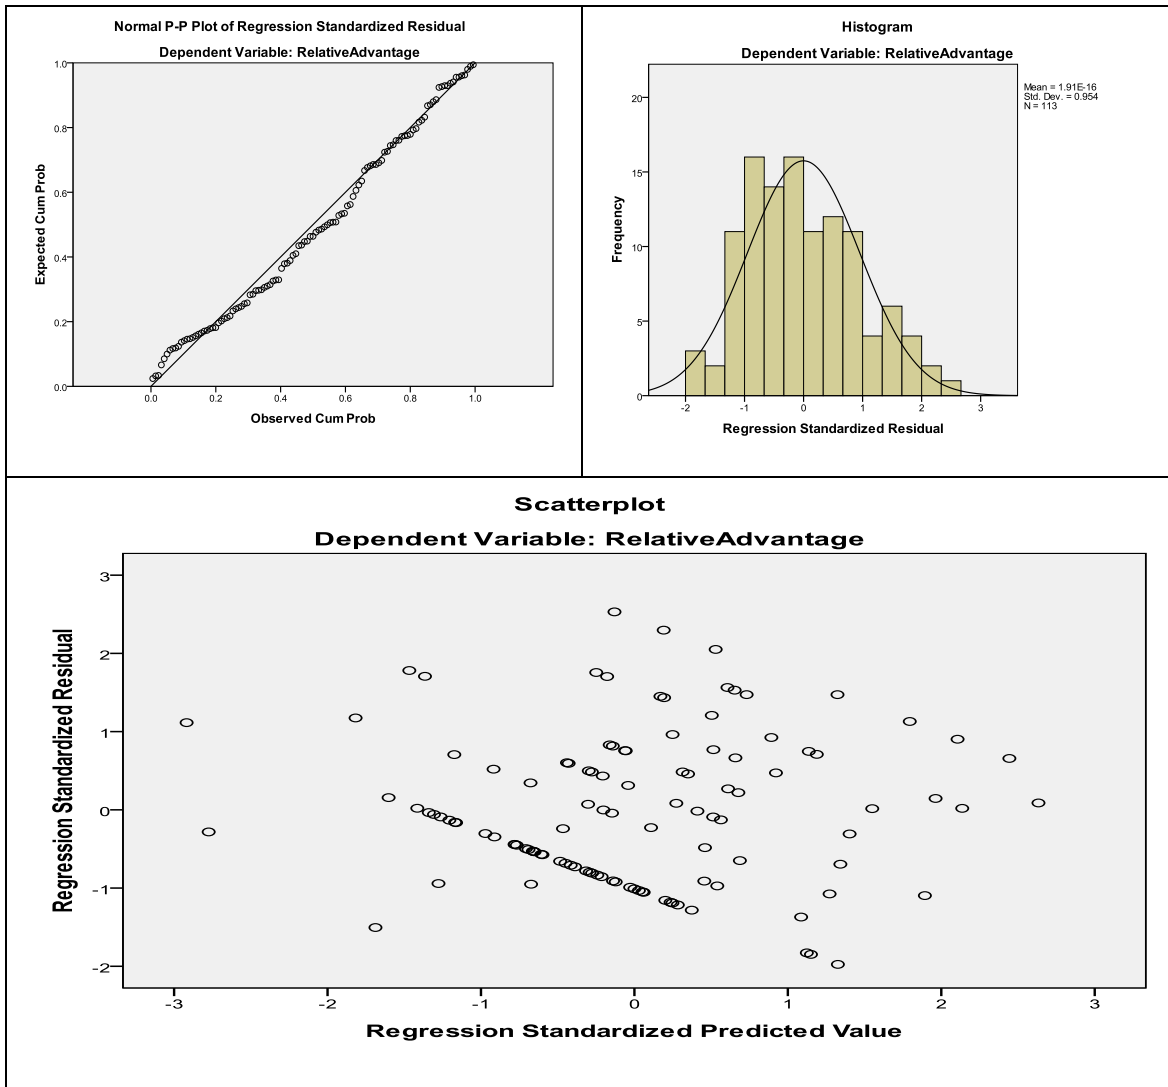 Normal P-P Plot of Regression Standardized Residual
Dependent Variable: RelativeAdvantage
1.0
0.8
0.6
0.4
0.2
0.0
Expected Cum Prob
0.0 0.2 0.4 0.6 0.8 1.0
Observed Cum Prob
Histogram
Dependent Variable: RelativeAdvantage
Mean = 1.91E-16
Std. Dev. = 0.954
N = 113
20
15
10
5
0
Frequency
-2 -1 0 1 2 3
Regression Standardized Residual
Scatterplot
Dependent Variable: RelativeAdvantage
3
2
1
0
-1
-2
Regression Standardized Residual
-3 -2 -1 0 1 2 3
Regression Standardized Predicted Value